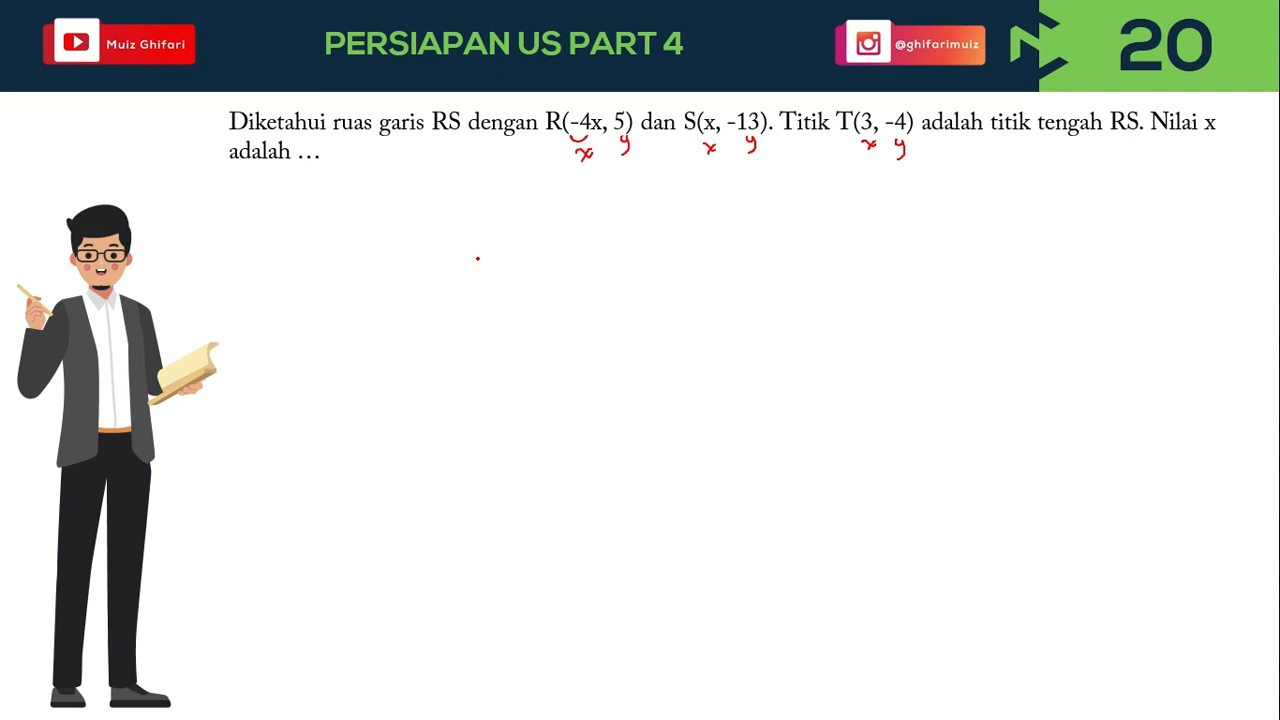 Muiz Ghifari
PERSIAPAN US PART 4
@ghifarimuiz
20
Diketahui ruas garis RS dengan R(-4x, 5) dan S(x, -13). Titik T(3, -4) adalah titik tengah RS. Nilai x
x y x y x y
adalah …